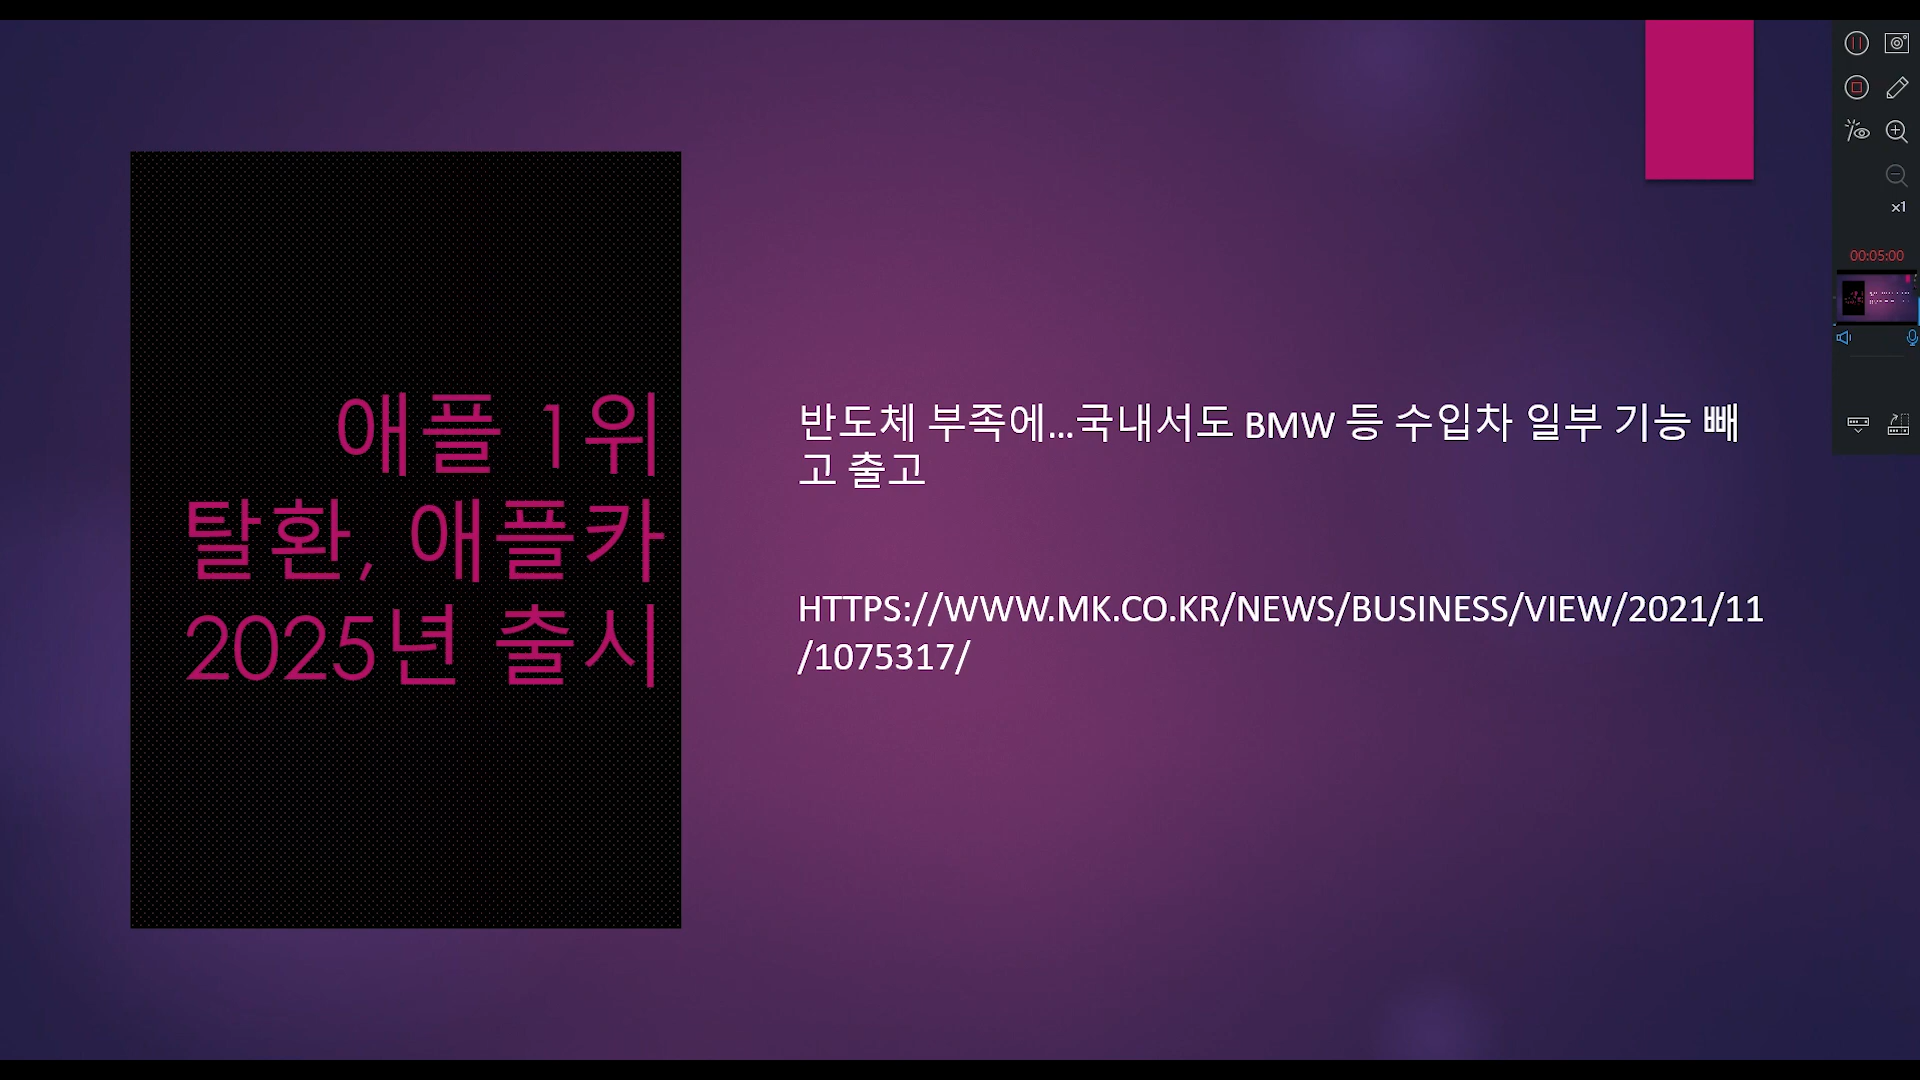 애플 1위
탈환, 애플카
2025년 출시
반도체 부족에...국내서도 BMW 등 수입차 일부 기능 빼
고 출고
HTTPS://WWW.MK.CO.KR/NEWS/BUSINESS/VIEW/2021/11
/1075317/
x1
00:05:00